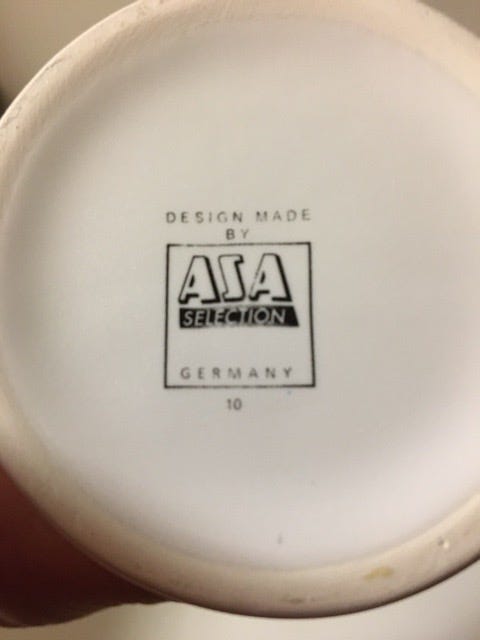 DESIGN MADE
BY
ASA
SELECTION
GERMANY
10